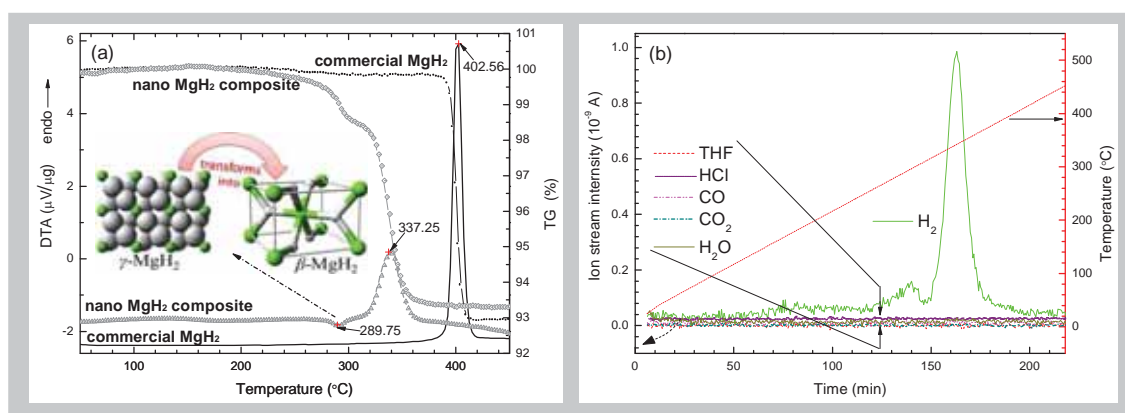 (a)
402.56
commercial MgH₂
nano MgH₂ composite
transforms
into
γ-MgH₂
β-MgH₂
337.25
nano MgH₂ composite
289.75
commercial MgH₂
6
4
2
0
-2
DTA (μV/μg) endo
101
100
99
98
97
96
95
94
93
92
TG (%)
100
200
300
400
Temperature (°C)
(b)
1.0
0.8
0.6
0.4
0.2
0.0
Ion stream intensity (10⁻⁹ A)
THF
HCl
CO
CO₂
H₂O
H₂
500
400
300
200
100
0
Temperature (°C)
0
50
100
150
200
Time (min)